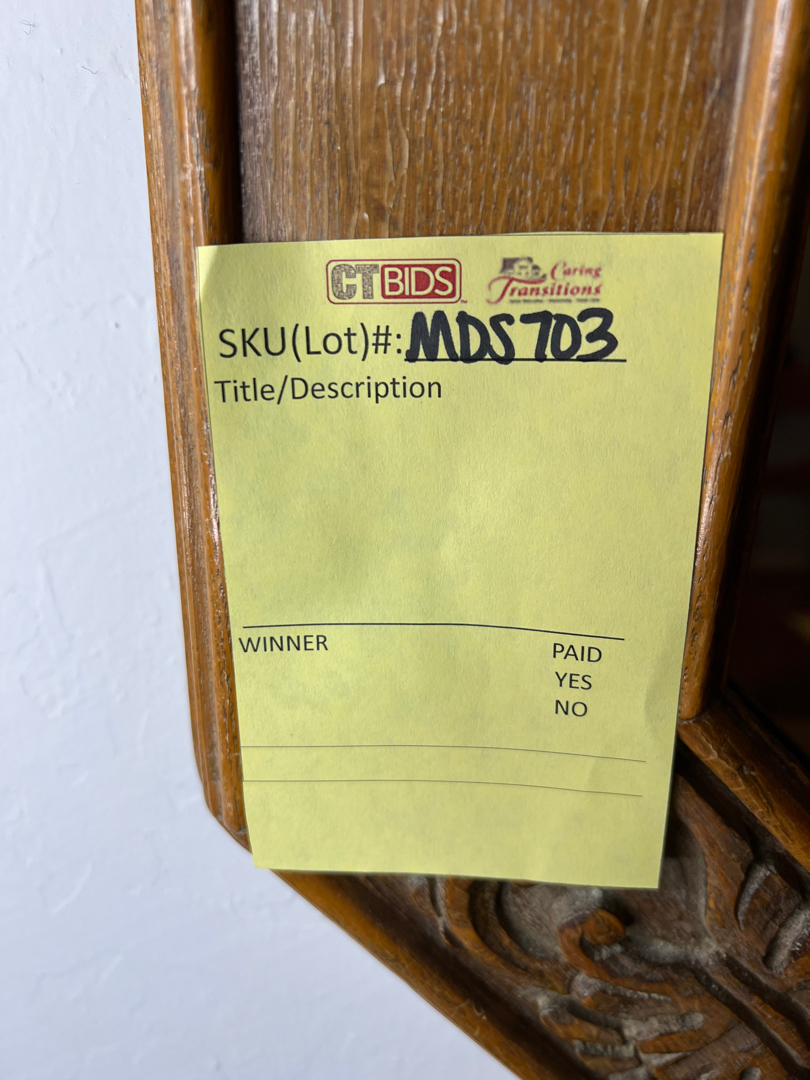 CTBIDS
Caring Transitions
SKU(Lot)#: MDS703
Title/Description
WINNER
PAID
YES
NO